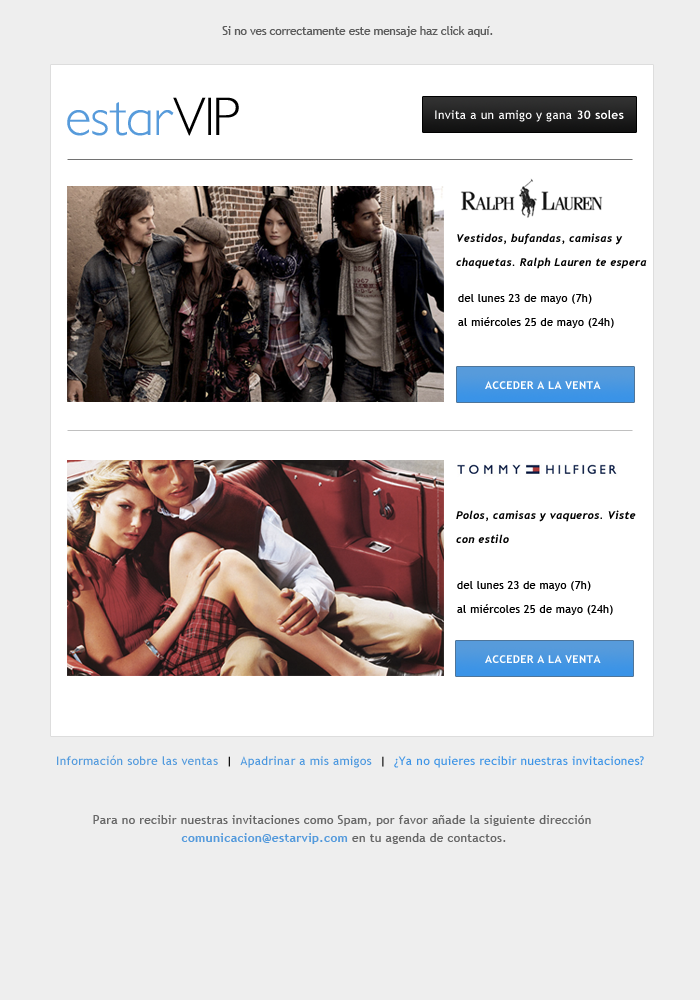 Si no ves correctamente este mensaje haz click aquí.
estarVIP
Invita a un amigo y gana 30 soles
RALPH LAUREN
Vestidos, bufandas, camisas y
chaquetas. Ralph Lauren te espera
del lunes 23 de mayo (7h)
al miércoles 25 de mayo (24h)
ACCEDER A LA VENTA
TOMMY HILFIGER
Polos, camisas y vaqueros. Viste
con estilo
del lunes 23 de mayo (7h)
al miércoles 25 de mayo (24h)
ACCEDER A LA VENTA
Información sobre las ventas | Apadrinar a mis amigos | ¿Ya no quieres recibir nuestras invitaciones?
Para no recibir nuestras invitaciones como Spam, por favor añade la siguiente dirección
comunicacion@estarvip.com en tu agenda de contactos.